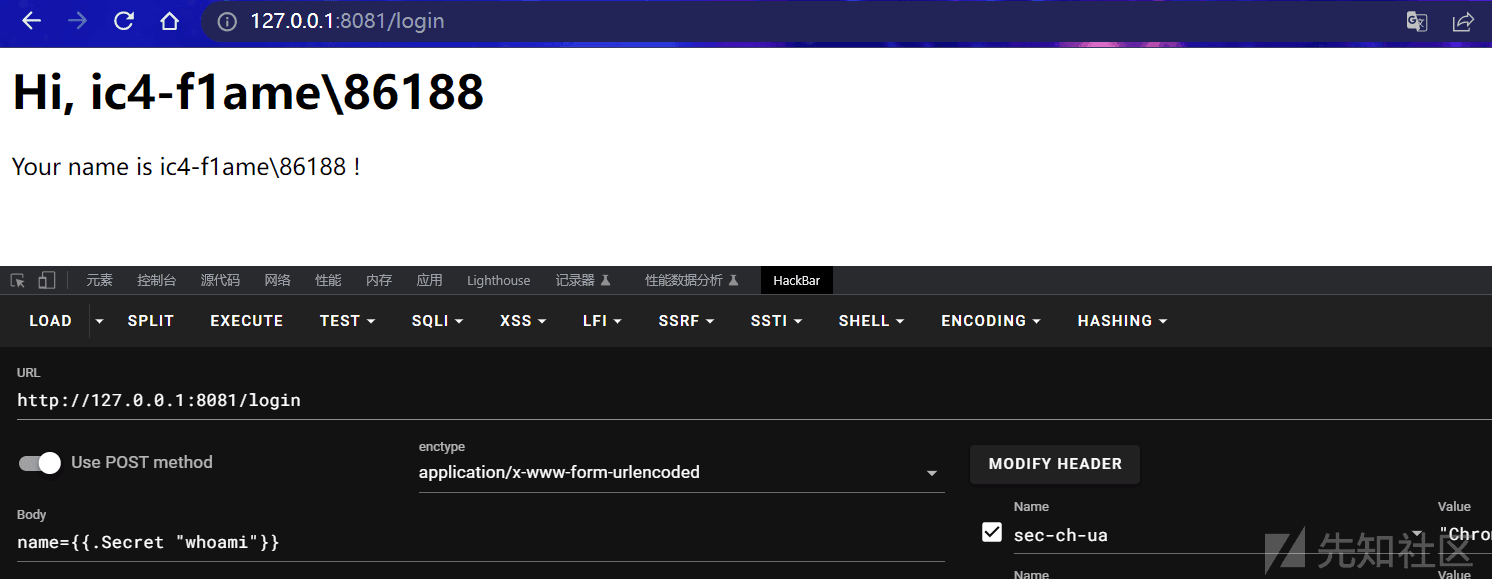 127.0.0.1:8081/login
Hi, ic4-f1ame\86188
Your name is ic4-f1ame\86188 !
元素 控制台 源代码 网络 性能 内存 应用 Lighthouse 记录器 性能数据分析 HackBar
LOAD SPLIT EXECUTE TEST SQLI XSS LFI SSRF SSTI SHELL ENCODING HASHING
URL
http://127.0.0.1:8081/login
Use POST method
enctype
application/x-www-form-urlencoded
MODIFY HEADER
Body
name={{.Secret "whoami"}}
Name Value
sec-ch-ua "Chro
先知社区
Name Value